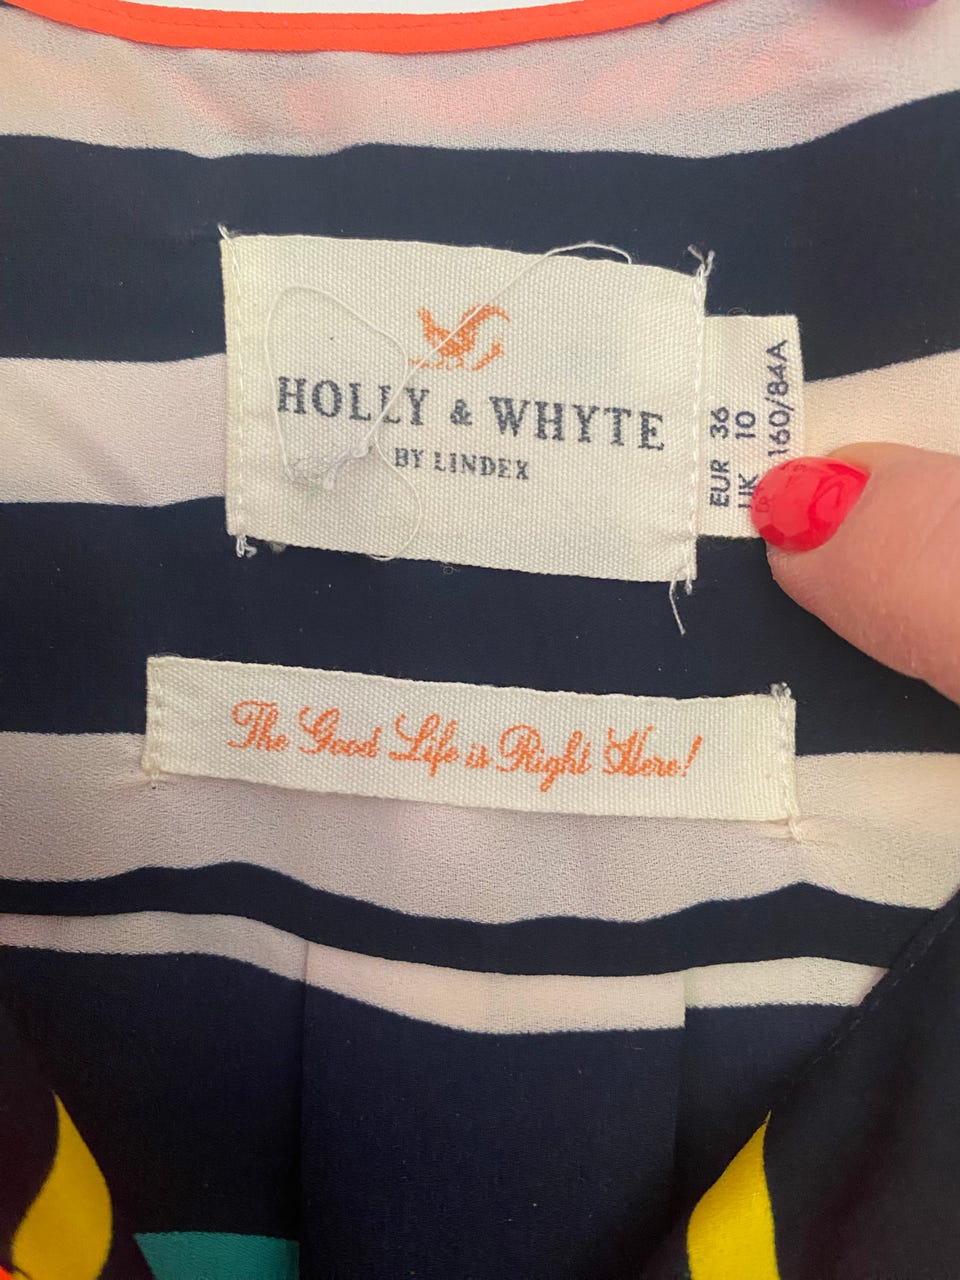 HOLLY & WHYTE
BY LINDEX
EUR 36
UK 10
160/84A
The Good Life is Right Here!